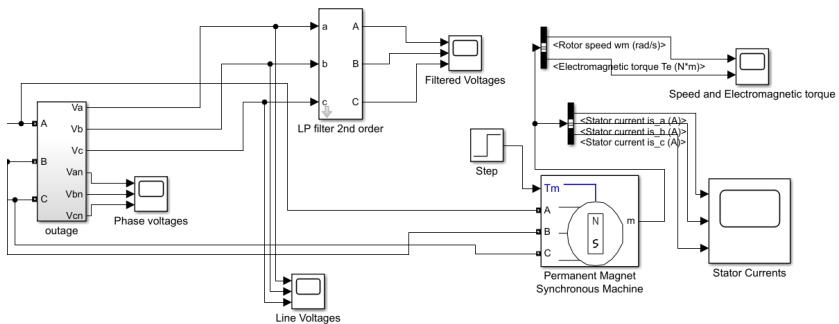 a
b
c
A
B
C
LP filter 2nd order
Filtered Voltages
<Rotor speed wm (rad/s)>
<Electromagnetic torque Te (N*m)>
Speed and Electromagnetic torque
A
B
C
Va
Vb
Vc
Van
Vbn
Vcn
outage
Phase voltages
<Stator current is_a (A)>
<Stator current is_b (A)>
<Stator current is_c (A)>
Step
Tm
A
B
C
N
S
m
Permanent Magnet
Synchronous Machine
Stator Currents
Line Voltages